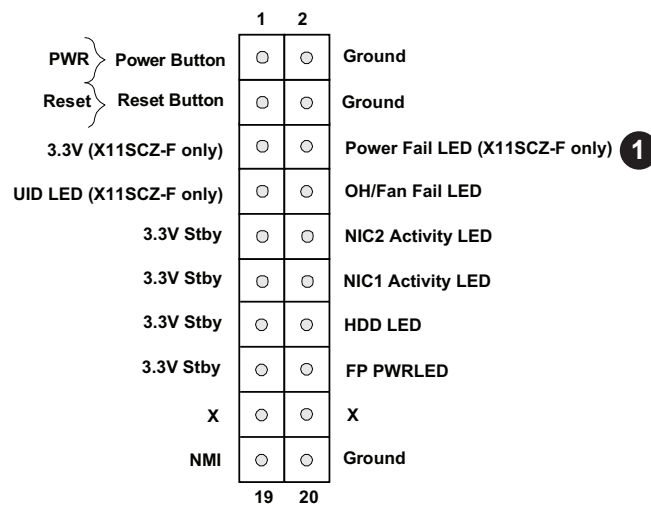 1 2
PWR Power Button Ground
Reset Reset Button Ground
3.3V (X11SCZ-F only) Power Fail LED (X11SCZ-F only) 1
UID LED (X11SCZ-F only) OH/Fan Fail LED
3.3V Stby NIC2 Activity LED
3.3V Stby NIC1 Activity LED
3.3V Stby HDD LED
3.3V Stby FP PWRLED
X X
NMI Ground
19 20